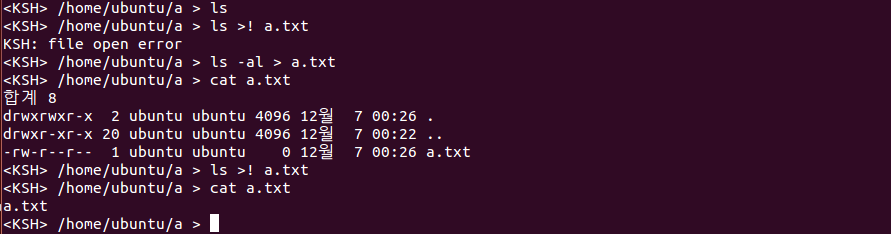 <KSH> /home/ubuntu/a > ls
<KSH> /home/ubuntu/a > ls >! a.txt
KSH: file open error
<KSH> /home/ubuntu/a > ls -al > a.txt
<KSH> /home/ubuntu/a > cat a.txt
합계 8
drwxrwxr-x  2 ubuntu ubuntu 4096 12월  7 00:26 .
drwxr-xr-x 20 ubuntu ubuntu 4096 12월  7 00:22 ..
-rw-r--r--  1 ubuntu ubuntu    0 12월  7 00:26 a.txt
<KSH> /home/ubuntu/a > ls >! a.txt
<KSH> /home/ubuntu/a > cat a.txt
a.txt
<KSH> /home/ubuntu/a >